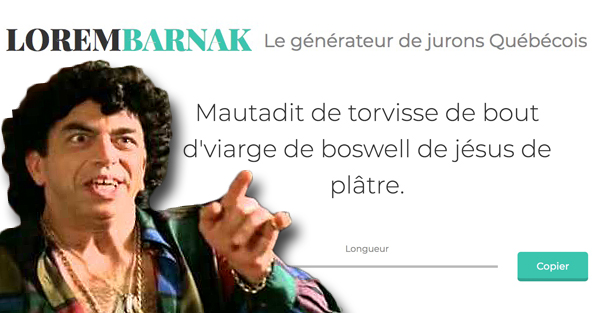 LOREMBARNAK Le générateur de jurons Québécois
Mautadit de torvisse de bout
d'viarge de boswell de jésus de
plâtre.
Longueur
Copier